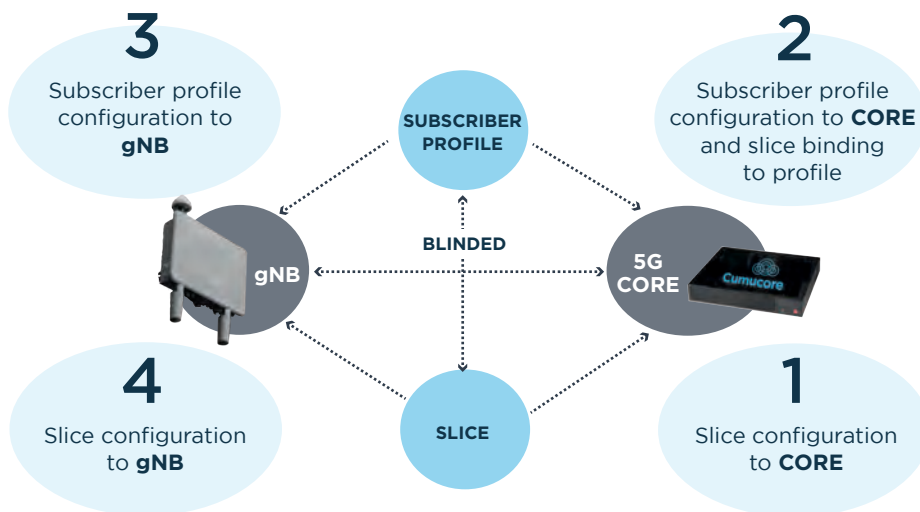 3
Subscriber profile
configuration to
gNB
2
Subscriber profile
configuration to CORE
and slice binding
to profile
SUBSCRIBER
PROFILE
BLINDED
gNB
5G
CORE
Cumucore
4
Slice configuration
to gNB
SLICE
1
Slice configuration
to CORE